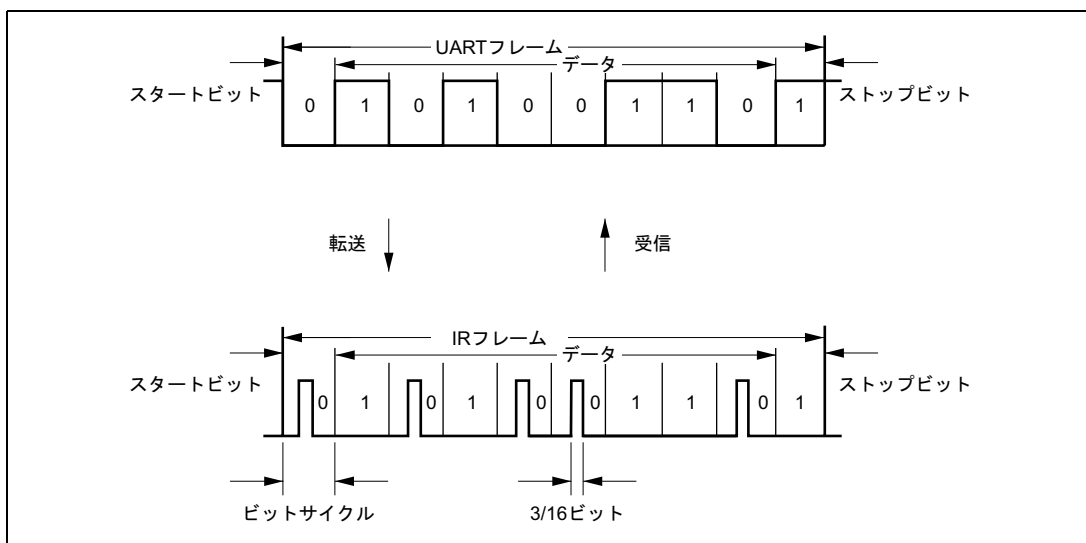 UARTフレーム
データ
スタートビット
ストップビット
0 1 0 1 0 0 1 1 0 1
転送
受信
IRフレーム
データ
スタートビット
ストップビット
0 1 0 1 0 0 1 1 0 1
ビットサイクル
3/16ビット